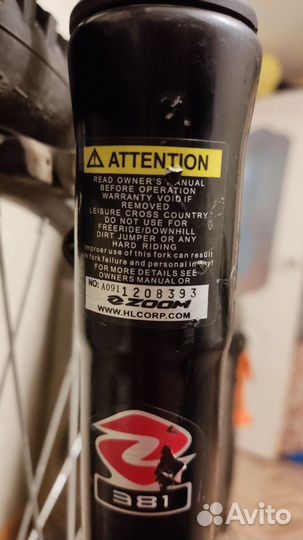 ATTENTION
READ OWNER'S MANUAL
BEFORE OPERATION
WARRANTY VOID IF
REMOVED
LEISURE CROSS COUNTRY
DO NOT USE FOR
FREERIDE/DOWNHILL
DIRT JUMPER OR ANY
HARD RIDING
improer use of this fork can result
in fork failure and personal injury
FOR MORE DETAILS SEE
OWNERS MANUAL OR
NO: A0911208393
ZOOM
WWW.HLCORP.COM
381
Avito